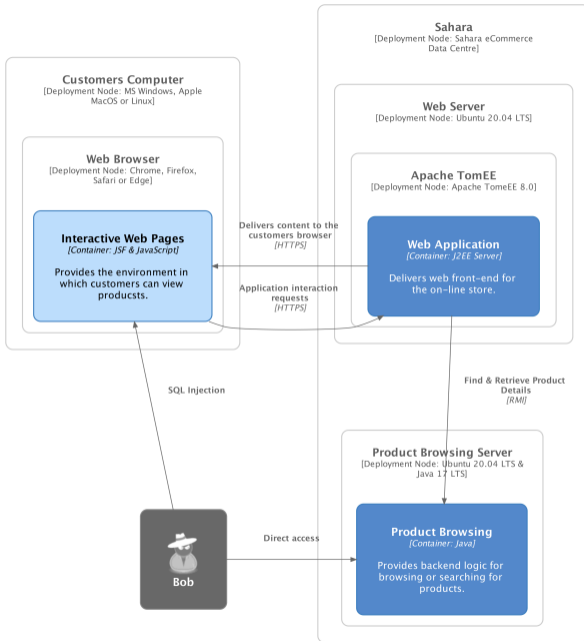 Sahara
[Deployment Node: Sahara eCommerce
Data Centre]
Customers Computer
[Deployment Node: MS Windows, Apple
MacOS or Linux]
Web Server
[Deployment Node: Ubuntu 20.04 LTS]
Web Browser
[Deployment Node: Chrome, Firefox,
Safari or Edge]
Apache TomEE
[Deployment Node: Apache TomeEE 8.0]
Interactive Web Pages
[Container: JSF & JavaScript]
Provides the environment in
which customers can view
producsts.
Delivers content to the
customers browser
[HTTPS]
Application interaction
requests
[HTTPS]
Web Application
[Container: J2EE Server]
Delivers web front-end for
the on-line store.
SQL Injection
Find & Retrieve Product
Details
[RMI]
Product Browsing Server
[Deployment Node: Ubuntu 20.04 LTS &
Java 17 LTS]
Bob
Direct access
Product Browsing
[Container: Java]
Provides backend logic for
browsing or searching for
products.